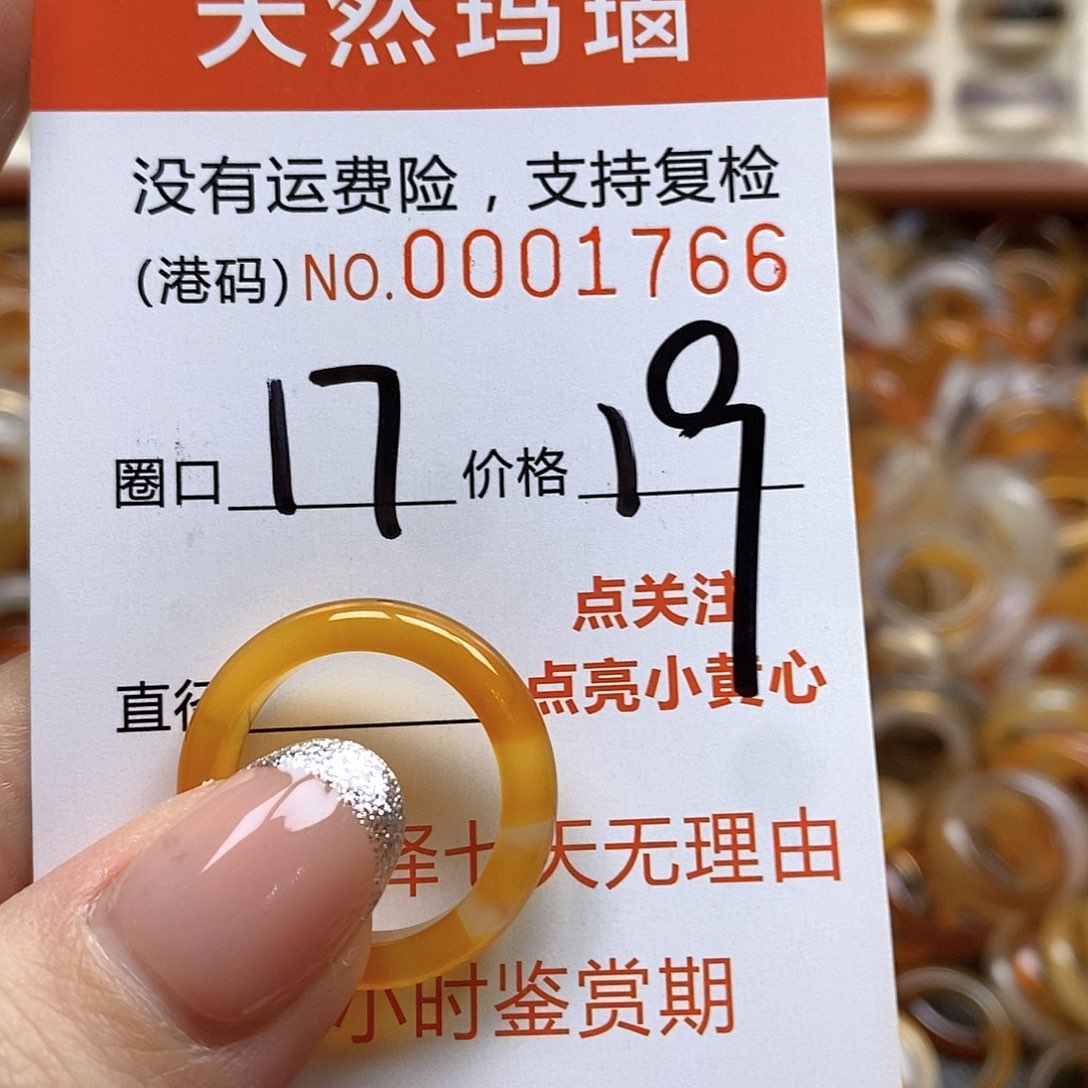 天然玛瑙
没有运费险，支持复检
(港码) NO.0001766
圈口 17 价格 19
点关注
直径 点亮小黄心
择七天无理由
小时鉴赏期